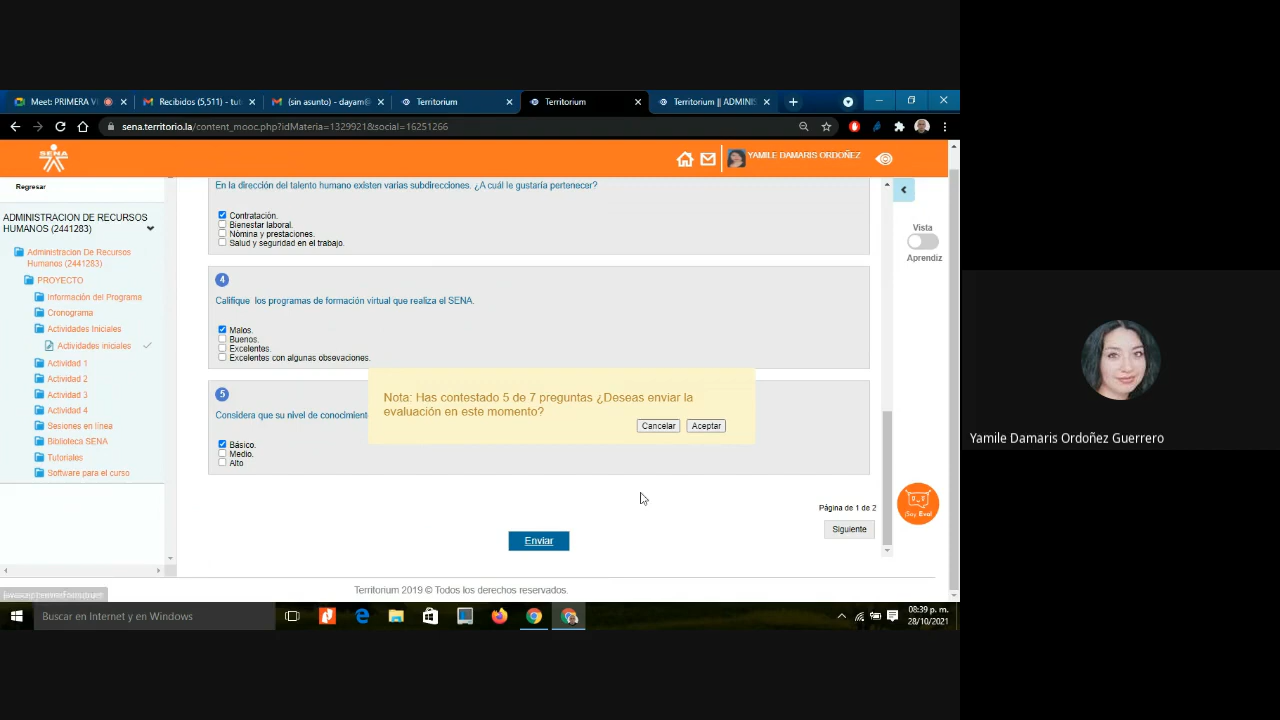 Meet: PRIMERA V
Recibidos (5,511) - tut
(sin asunto) - dayam@
Territorium
Territorium
Territorium || ADMINIS
sena.territorio.la/content_mooc.php?idMateria=1329921&social=16251266
SENA
YAMILE DAMARIS ORDOÑEZ
Regresar
ADMINISTRACION DE RECURSOS
HUMANOS (2441283)
Administracion De Recursos
Humanos (2441283)
PROYECTO
Información del Programa
Cronograma
Actividades Iniciales
Actividades iniciales
Actividad 1
Actividad 2
Actividad 3
Actividad 4
Sesiones en línea
Biblioteca SENA
Tutoriales
Software para el curso
En la dirección del talento humano existen varias subdirecciones. ¿A cuál le gustaría pertenecer?
Contratación.
Bienestar laboral.
Nómina y prestaciones.
Salud y seguridad en el trabajo.
4
Califique los programas de formación virtual que realiza el SENA.
Malos.
Buenos.
Excelentes.
Excelentes con algunas obsevaciones.
5
Considera que su nivel de conocimient
Básico.
Medio.
Alto
Nota: Has contestado 5 de 7 preguntas ¿Deseas enviar la
evaluación en este momento?
Cancelar
Aceptar
Página de 1 de 2
Siguiente
Enviar
Vista
Aprendiz
¡Soy Eva!
Territorium 2019 © Todos los derechos reservados.
Buscar en Internet y en Windows
08:39 p. m.
28/10/2021
Yamile Damaris Ordoñez Guerrero